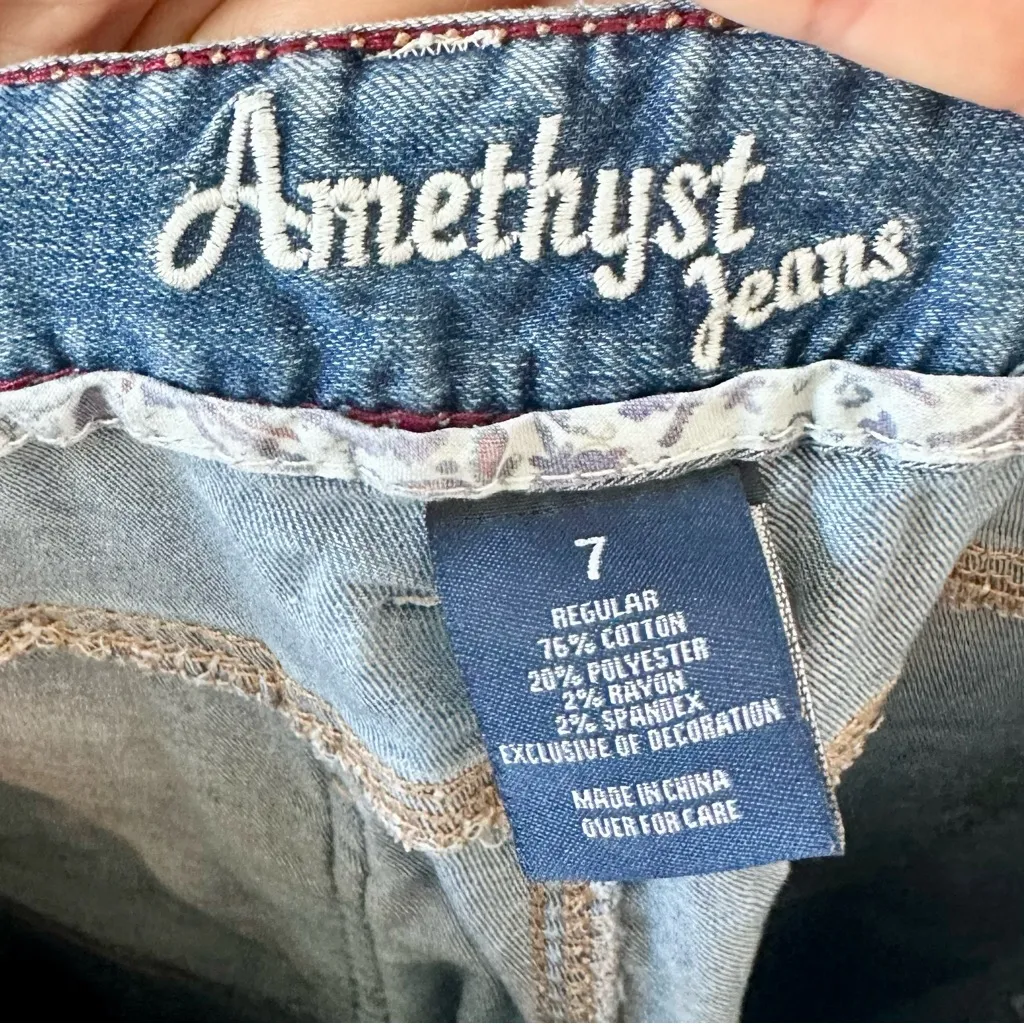 Amethyst
Jeans
7
REGULAR
76% COTTON
20% POLYESTER
2% RAYON
2% SPANDEX
EXCLUSIVE OF DECORATION
MADE IN CHINA
OVER FOR CARE